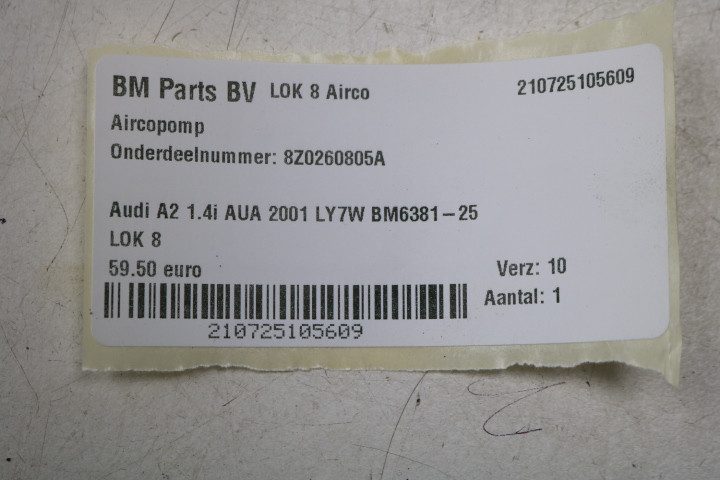 BM Parts BV LOK 8 Airco 210725105609
Aircopomp
Onderdeelnummer: 8Z0260805A
Audi A2 1.4i AUA 2001 LY7W BM6381-25
LOK 8
59.50 euro Verz: 10
Aantal: 1
210725105609